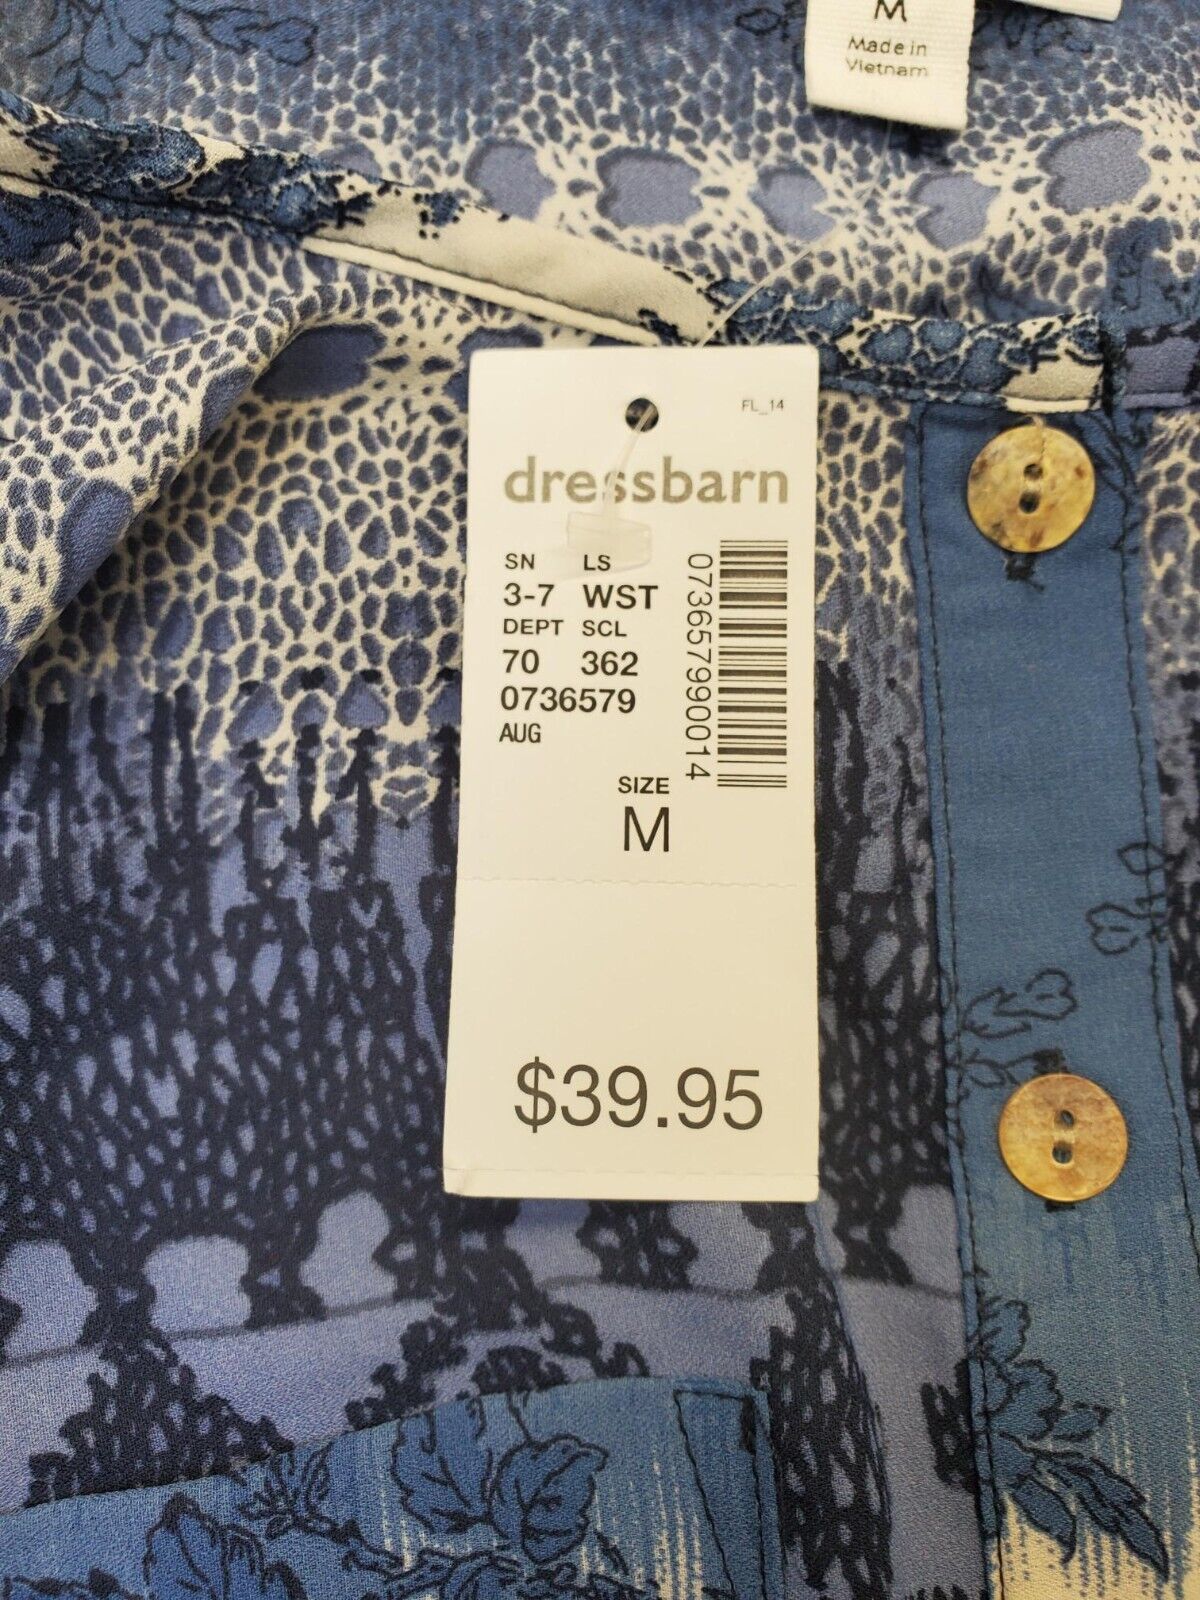 M
Made in
Vietnam
FL_14
dressbarn
SN LS
3-7 WST
DEPT SCL
70 362
0736579
AUG
073657990014
SIZE
M
$39.95